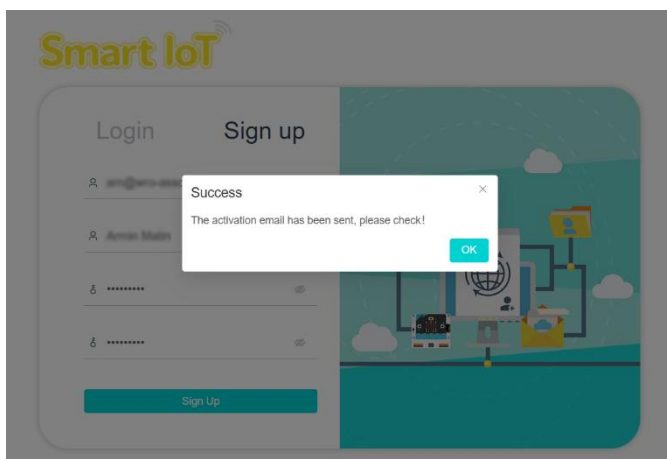 Smart IoT
Login Sign up
Success
The activation email has been sent, please check!
OK
•••••••••
•••••••••
Sign Up